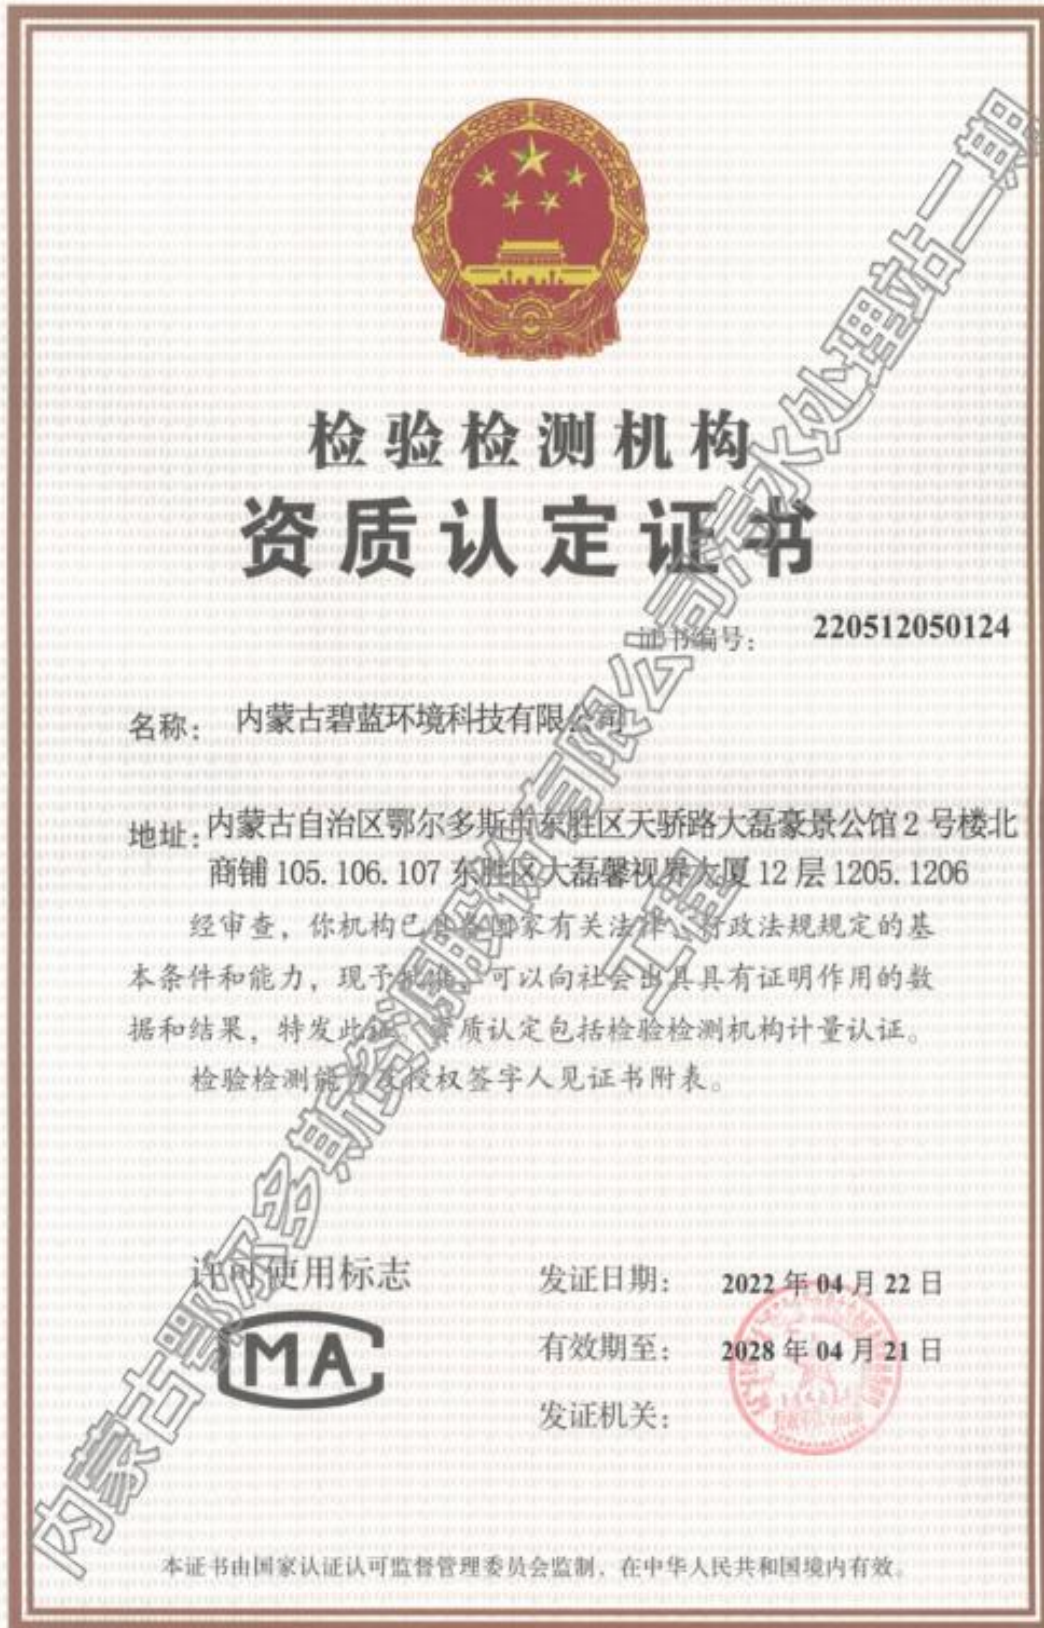 检验检测机构
资质认定证书
证书编号: 220512050124
名称: 内蒙古碧蓝环境科技有限公司
地址: 内蒙古自治区鄂尔多斯市东胜区天骄路大磊豪景公馆2号楼北
商铺105.106.107东胜区大磊馨视界大厦12层1205.1206
经审查,你机构已具备国家有关法律、行政法规规定的基
本条件和能力,现予批准,可以向社会出具具有证明作用的数
据和结果,特发此证。资质认定包括检验检测机构计量认证。
检验检测能力及授权签字人见证书附表。
许可使用标志
MA
发证日期: 2022年04月22日
有效期至: 2028年04月21日
发证机关:
本证书由国家认证认可监督管理委员会监制,在中华人民共和国境内有效。
内蒙古鄂尔多斯资源股份有限公司污水处理站二期
工程